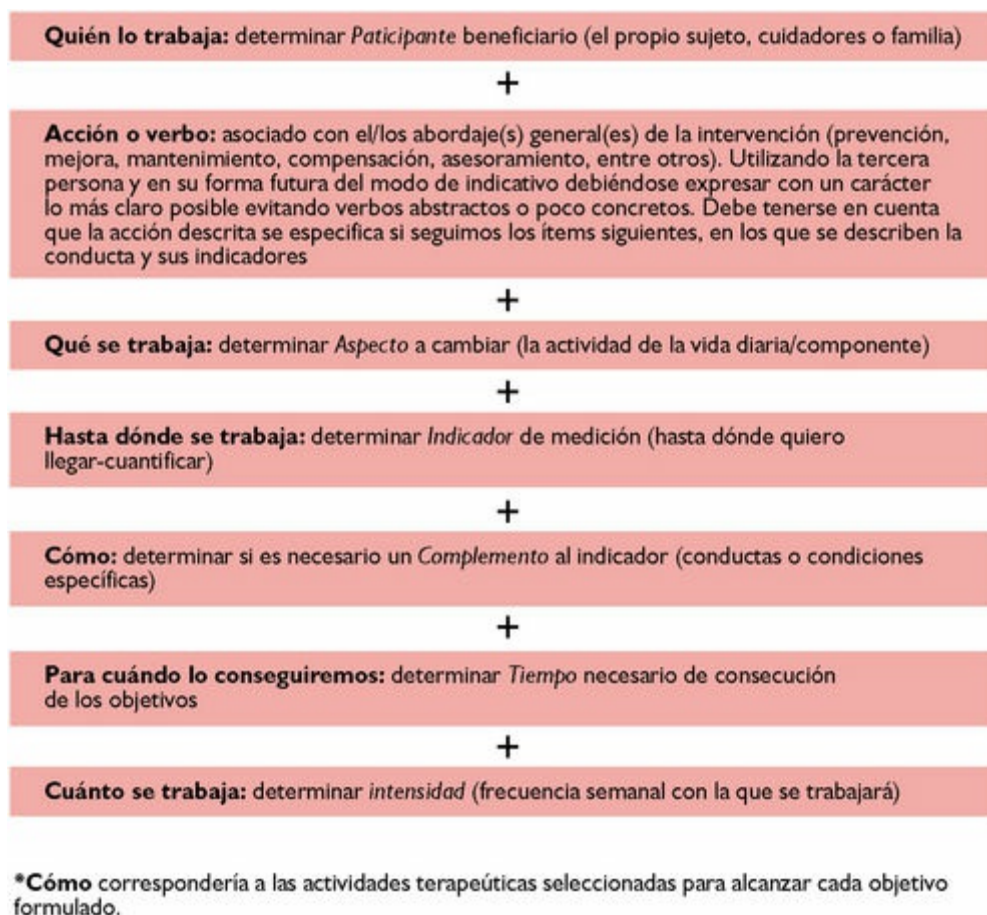 Quién lo trabaja: determinar Paticipante beneficiario (el propio sujeto, cuidadores o familia)
+
Acción o verbo: asociado con el/los abordaje(s) general(es) de la intervención (prevención,
mejora, mantenimiento, compensación, asesoramiento, entre otros). Utilizando la tercera
persona y en su forma futura del modo de indicativo debiéndose expresar con un carácter
lo más claro posible evitando verbos abstractos o poco concretos. Debe tenerse en cuenta
que la acción descrita se especifica si seguimos los ítems siguientes, en los que se describen la
conducta y sus indicadores
+
Qué se trabaja: determinar Aspecto a cambiar (la actividad de la vida diaria/componente)
+
Hasta dónde se trabaja: determinar Indicador de medición (hasta dónde quiero
llegar-cuantificar)
+
Cómo: determinar si es necesario un Complemento al indicador (conductas o condiciones
específicas)
+
Para cuándo lo conseguiremos: determinar Tiempo necesario de consecución
de los objetivos
+
Cuánto se trabaja: determinar intensidad (frecuencia semanal con la que se trabajará)
*Cómo correspondería a las actividades terapeúticas seleccionadas para alcanzar cada objetivo
formulado.